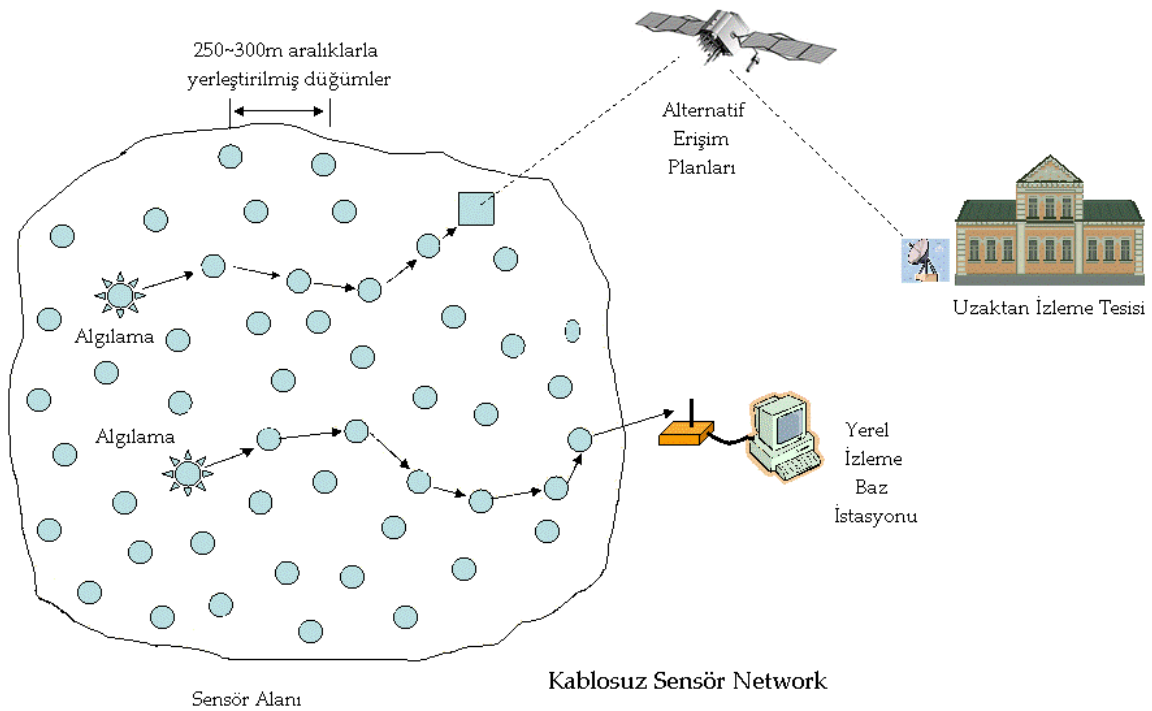 250~300m aralıklarla
yerleştirilmiş düğümler
Alternatif
Erişim
Planları
Uzaktan İzleme Tesisi
Algılama
Algılama
Yerel
İzleme
Baz
İstasyonu
Kablosuz Sensör Network
Sensör Alanı